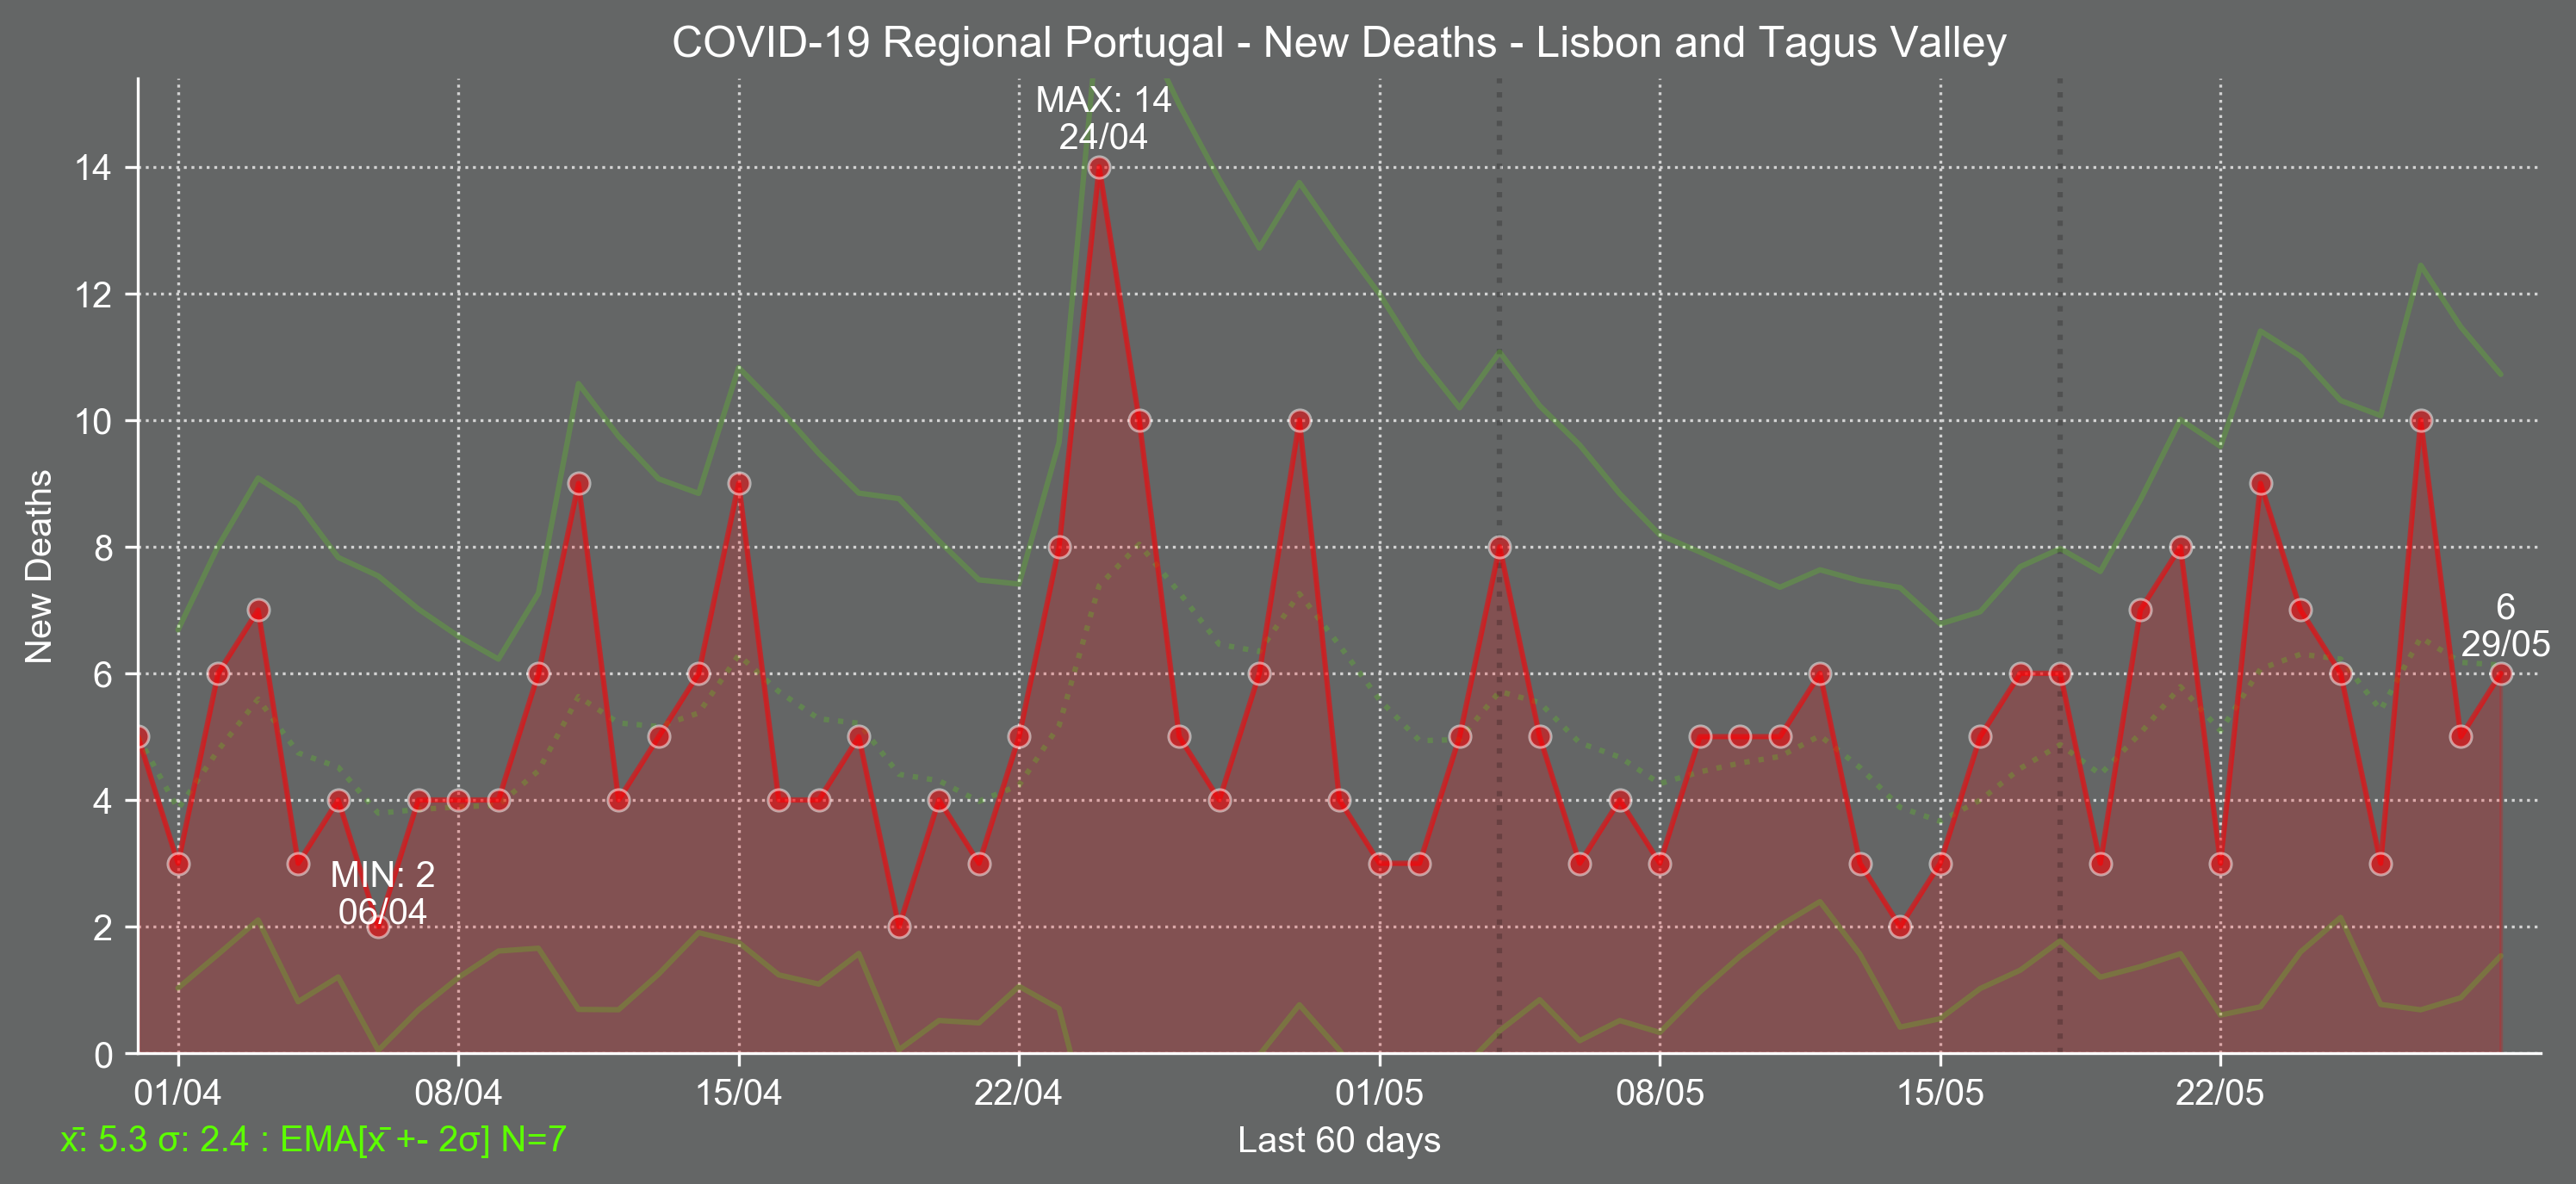 COVID-19 Regional Portugal - New Deaths - Lisbon and Tagus Valley
MAX: 14
24/04
14
12
10
8
6
4
2
0
New Deaths
MIN: 2
06/04
6
29/05
01/04 08/04 15/04 22/04 01/05 08/05 15/05 22/05
x̄: 5.3 σ: 2.4 : EMA[x̄ +- 2σ] N=7
Last 60 days